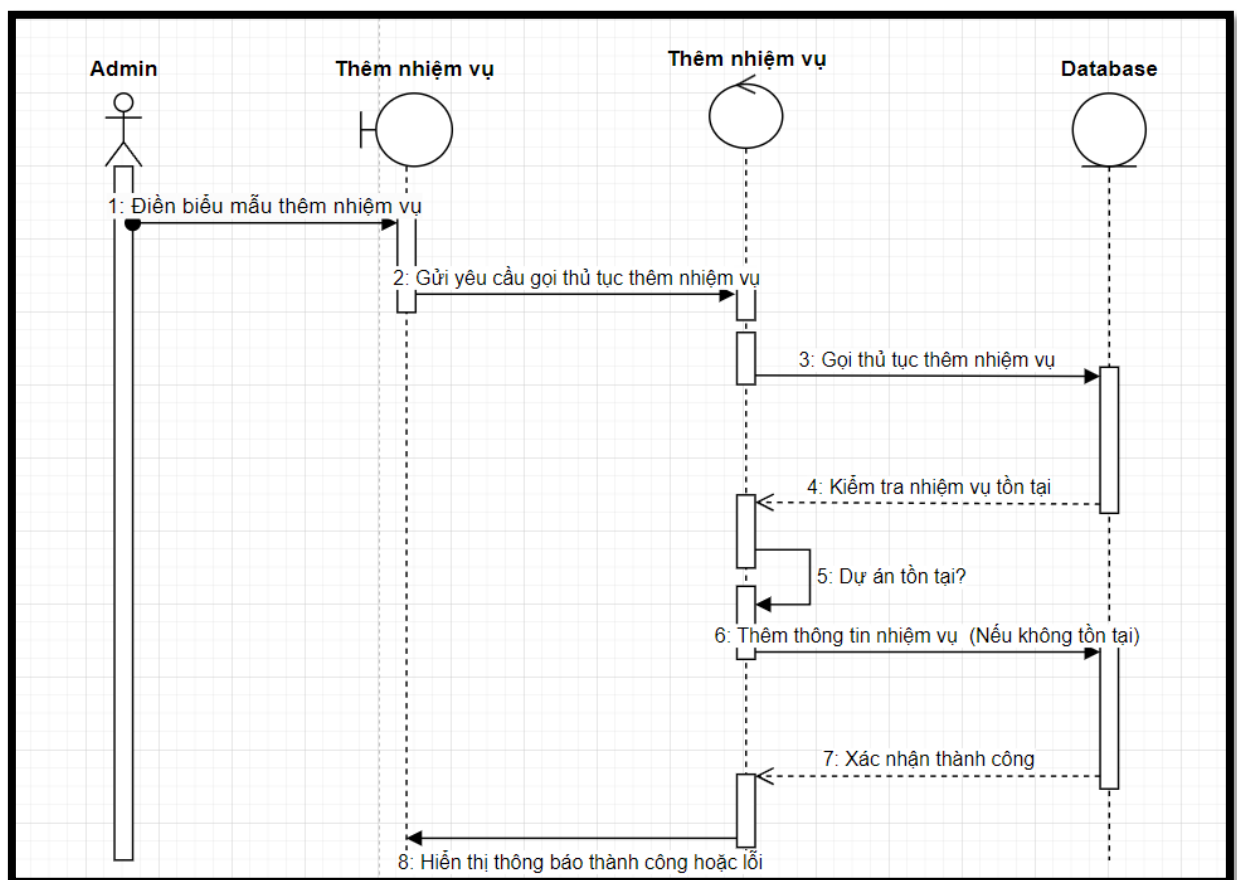 Admin
Thêm nhiệm vụ
Thêm nhiệm vụ
Database
1: Điền biểu mẫu thêm nhiệm vụ
2: Gửi yêu cầu gọi thủ tục thêm nhiệm vụ
3: Gọi thủ tục thêm nhiệm vụ
4: Kiểm tra nhiệm vụ tồn tại
5: Dự án tồn tại?
6: Thêm thông tin nhiệm vụ (Nếu không tồn tại)
7: Xác nhận thành công
8: Hiển thị thông báo thành công hoặc lỗi